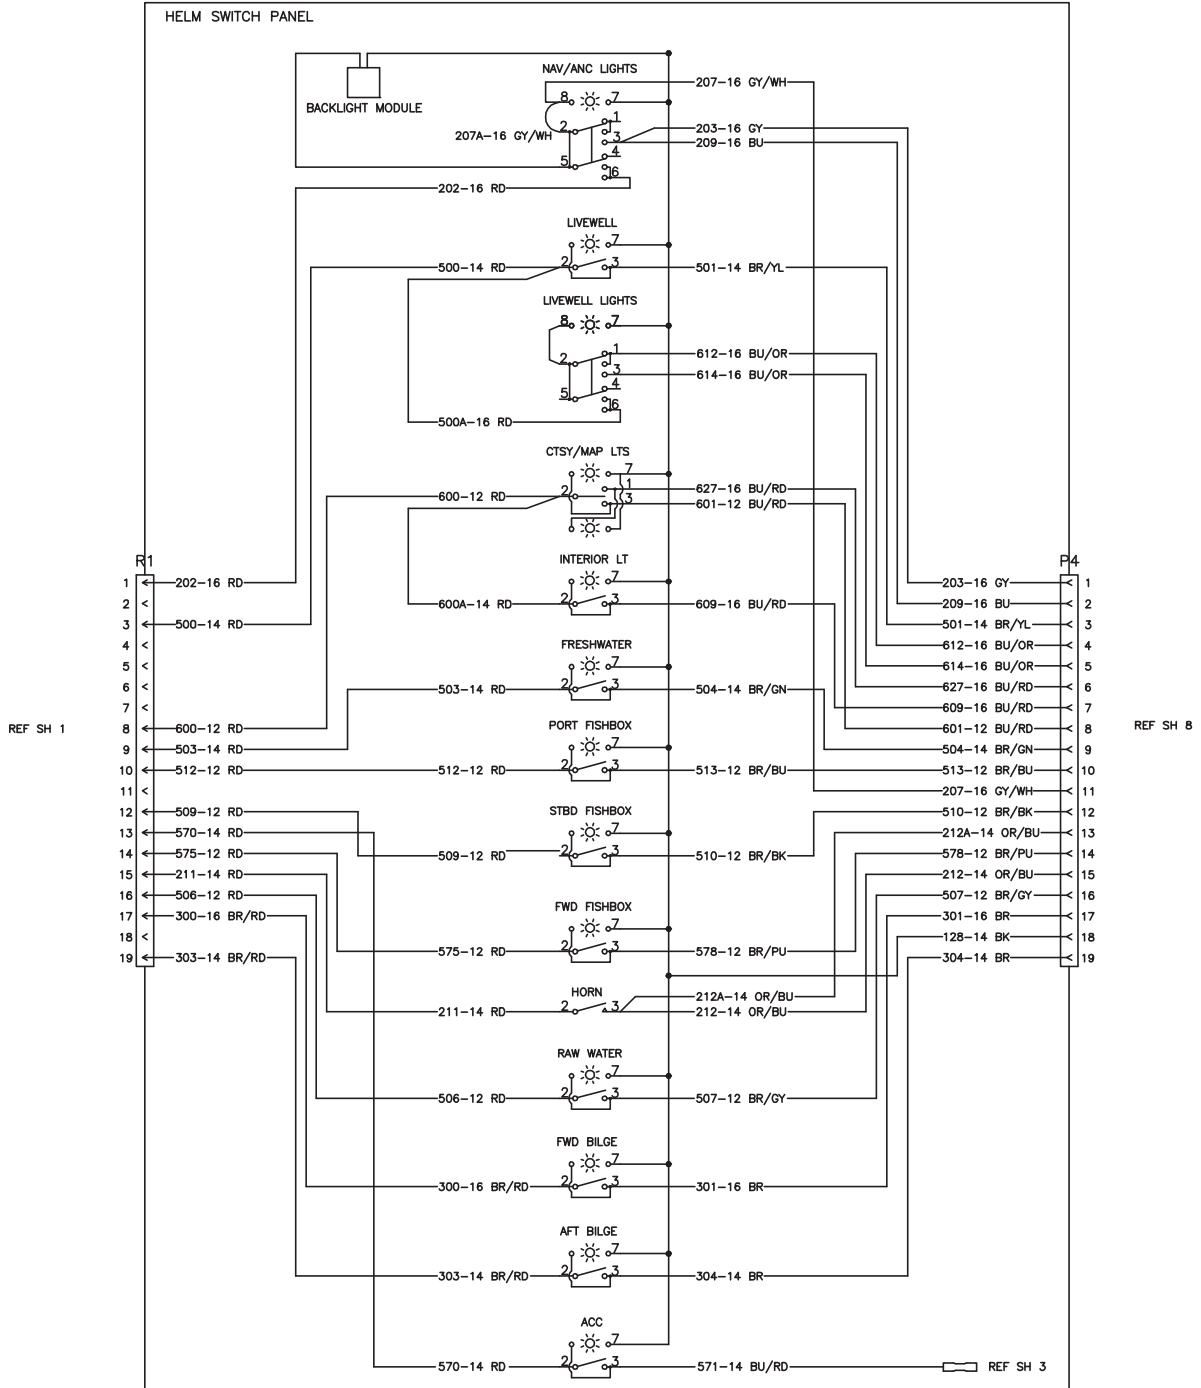 HELM SWITCH PANEL
NAV/ANC LIGHTS
207-16 GY/WH
BACKLIGHT MODULE
8 7
207A-16 GY/WH
2 1
203-16 GY
3
209-16 BU
4
5
6
202-16 RD
LIVEWELL
7
500-14 RD
2 3
501-14 BR/YL
LIVEWELL LIGHTS
8 7
1
612-16 BU/OR
2
3
614-16 BU/OR
4
5
6
500A-16 RD
CTSY/MAP LTS
7
600-12 RD
2 1
627-16 BU/RD
3
601-12 BU/RD
INTERIOR LT
7
600A-14 RD
2 3
609-16 BU/RD
FRESHWATER
7
503-14 RD
2 3
504-14 BR/GN
PORT FISHBOX
7
512-12 RD
2 3
513-12 BR/BU
STBD FISHBOX
7
509-12 RD
2 3
510-12 BR/BK
FWD FISHBOX
7
575-12 RD
2 3
578-12 BR/PU
HORN
212A-14 OR/BU
211-14 RD
2 3
212-14 OR/BU
RAW WATER
7
506-12 RD
2 3
507-12 BR/GY
FWD BILGE
7
300-16 BR/RD
2 3
301-16 BR
AFT BILGE
7
303-14 BR/RD
2 3
304-14 BR
ACC
7
570-14 RD
2 3
571-14 BU/RD
REF SH 3
REF SH 1
R1
1 202-16 RD
2
3 500-14 RD
4
5
6
7
8 600-12 RD
9 503-14 RD
10 512-12 RD
11
12 509-12 RD
13 570-14 RD
14 575-12 RD
15 211-14 RD
16 506-12 RD
17 300-16 BR/RD
18
19 303-14 BR/RD
P4
203-16 GY 1
209-16 BU 2
501-14 BR/YL 3
612-16 BU/OR 4
614-16 BU/OR 5
627-16 BU/RD 6
609-16 BU/RD 7
601-12 BU/RD 8
504-14 BR/GN 9
513-12 BR/BU 10
207-16 GY/WH 11
510-12 BR/BK 12
212A-14 OR/BU 13
578-12 BR/PU 14
212-14 OR/BU 15
507-12 BR/GY 16
301-16 BR 17
128-14 BK 18
304-14 BR 19
REF SH 8